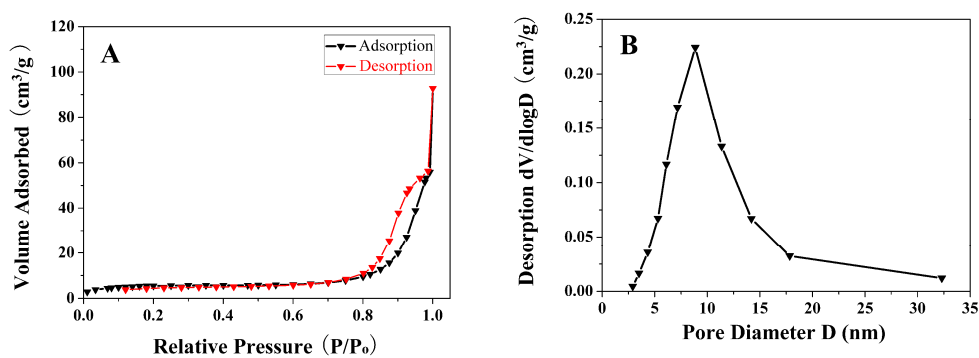 A
Adsorption
Desorption
Volume Adsorbed (cm³/g)
120
100
80
60
40
20
0
0.0 0.2 0.4 0.6 0.8 1.0
Relative Pressure (P/Po)
B
Desorption dV/dlogD (cm³/g)
0.25
0.20
0.15
0.10
0.05
0.00
0 5 10 15 20 25 30 35
Pore Diameter D (nm)